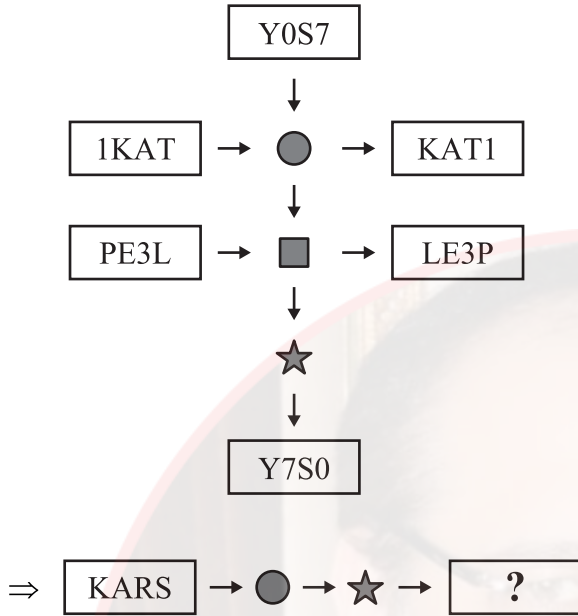 Y0S7
1KAT → → KAT1
PE3L → → LE3P
Y7S0
⇒ KARS → → → ?